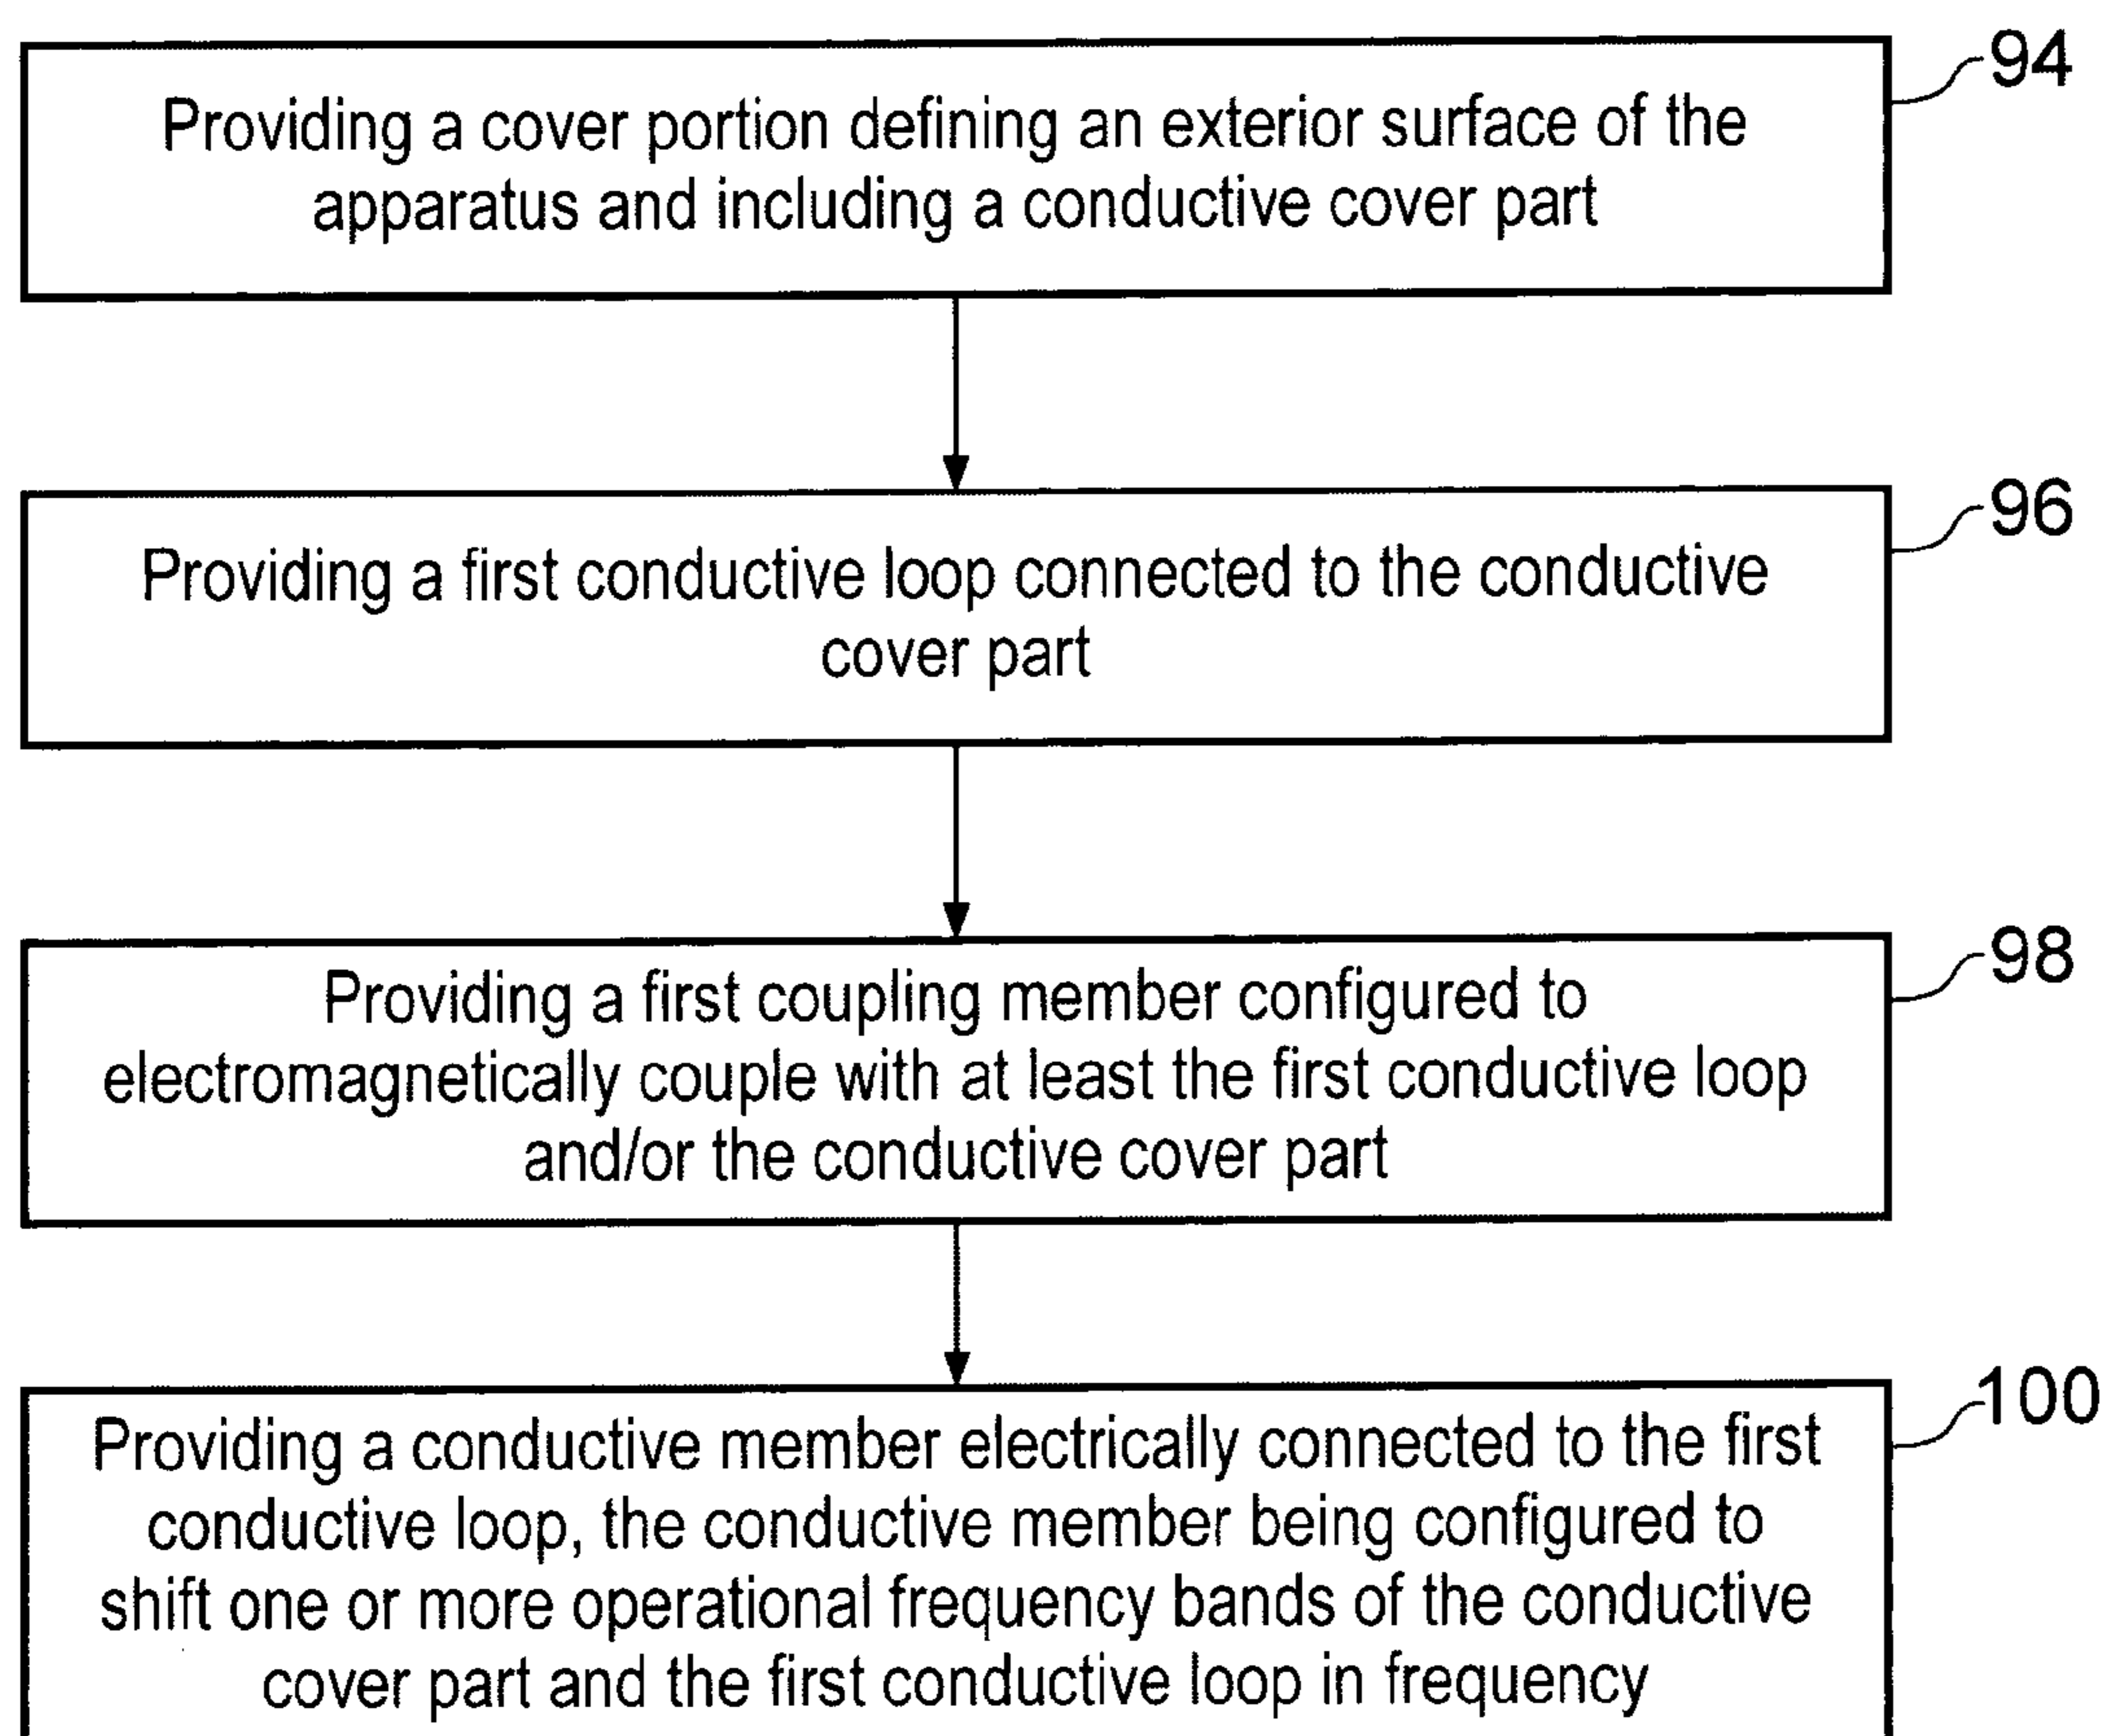 94
Providing a cover portion defining an exterior surface of the
apparatus and including a conductive cover part
96
Providing a first conductive loop connected to the conductive
cover part
98
Providing a first coupling member configured to
electromagnetically couple with at least the first conductive loop
and/or the conductive cover part
100
Providing a conductive member electrically connected to the first
conductive loop, the conductive member being configured to
shift one or more operational frequency bands of the conductive
cover part and the first conductive loop in frequency